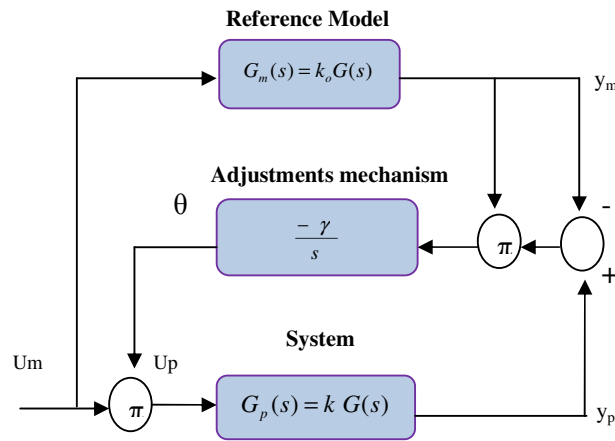 Reference Model
G_m(s) = k_o G(s)
y_m
Adjustments mechanism
θ
- γ / s
π
-
+
System
Um
Up
π
G_p(s) = k G(s)
y_p